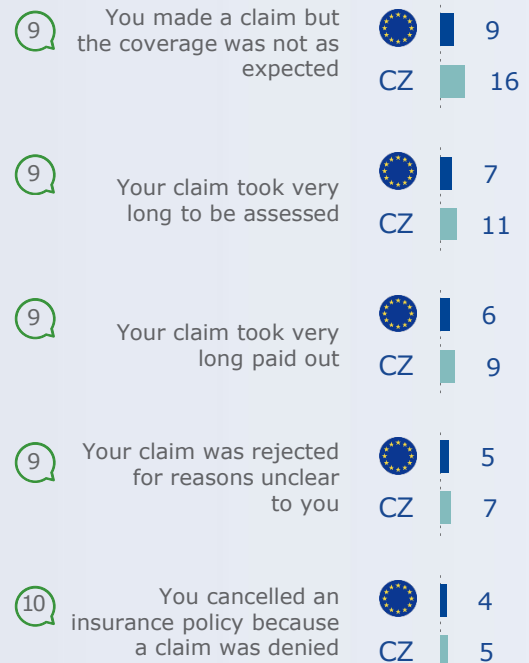 9
You made a claim but
the coverage was not as
expected
9
CZ 16
9
Your claim took very
long to be assessed
7
CZ 11
9
Your claim took very
long paid out
6
CZ 9
9
Your claim was rejected
for reasons unclear
to you
5
CZ 7
10
You cancelled an
insurance policy because
a claim was denied
4
CZ 5